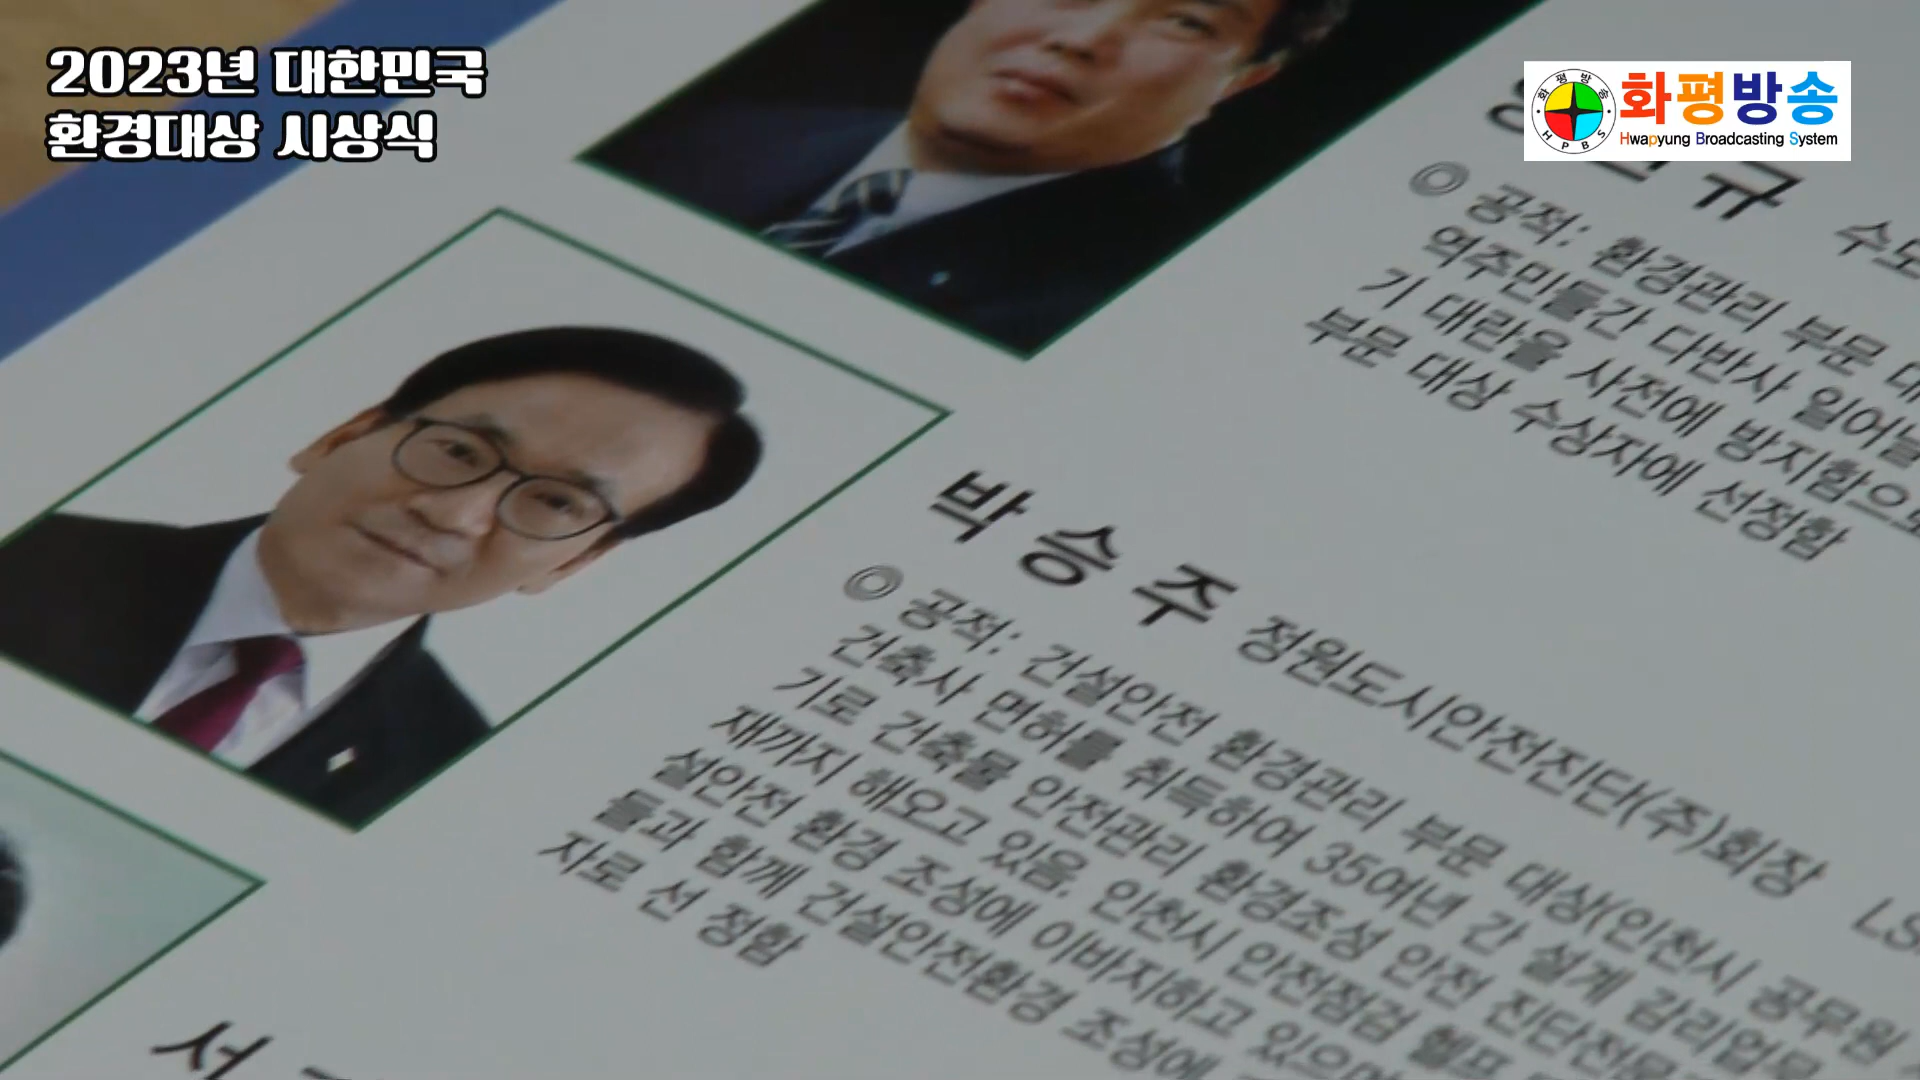 2023년 대한민국
환경대상 시상식
화평방송
HPBS
Hwapyung Broadcasting System
규 수도
◎ 공적: 환경관리 부문 대
역주민들간 다반사 일어날
기 대란을 사전에 방지함으로
부문 대상 수상자에 선정함
박승주 정원도시안전진단(주)회장
◎ 공적: 건설안전 환경관리 부문 대상(인천시 공무원
건축사 면허를 취득하여 35여년 간 설계 감리업무
기로 건축물 안전관리 환경조성 안전 진단전문
재까지 해오고 있음. 인천시 안전점검 헬프
설안전 환경 조성에 이바지하고 있으며
들과 함께 건설안전환경 조성에
자로 선 정함
서